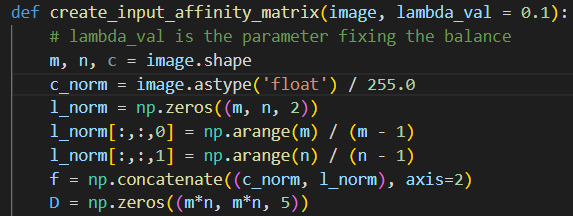 def create_input_affinity_matrix(image, lambda_val = 0.1):
    # lambda_val is the parameter fixing the balance
    m, n, c = image.shape
    c_norm = image.astype('float') / 255.0
    l_norm = np.zeros((m, n, 2))
    l_norm[:,:,0] = np.arange(m) / (m - 1)
    l_norm[:,:,1] = np.arange(n) / (n - 1)
    f = np.concatenate((c_norm, l_norm), axis=2)
    D = np.zeros((m*n, m*n, 5))